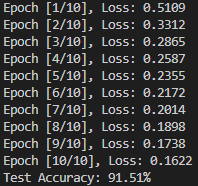 Epoch [1/10], Loss: 0.5109
Epoch [2/10], Loss: 0.3312
Epoch [3/10], Loss: 0.2865
Epoch [4/10], Loss: 0.2587
Epoch [5/10], Loss: 0.2355
Epoch [6/10], Loss: 0.2172
Epoch [7/10], Loss: 0.2014
Epoch [8/10], Loss: 0.1898
Epoch [9/10], Loss: 0.1738
Epoch [10/10], Loss: 0.1622
Test Accuracy: 91.51%